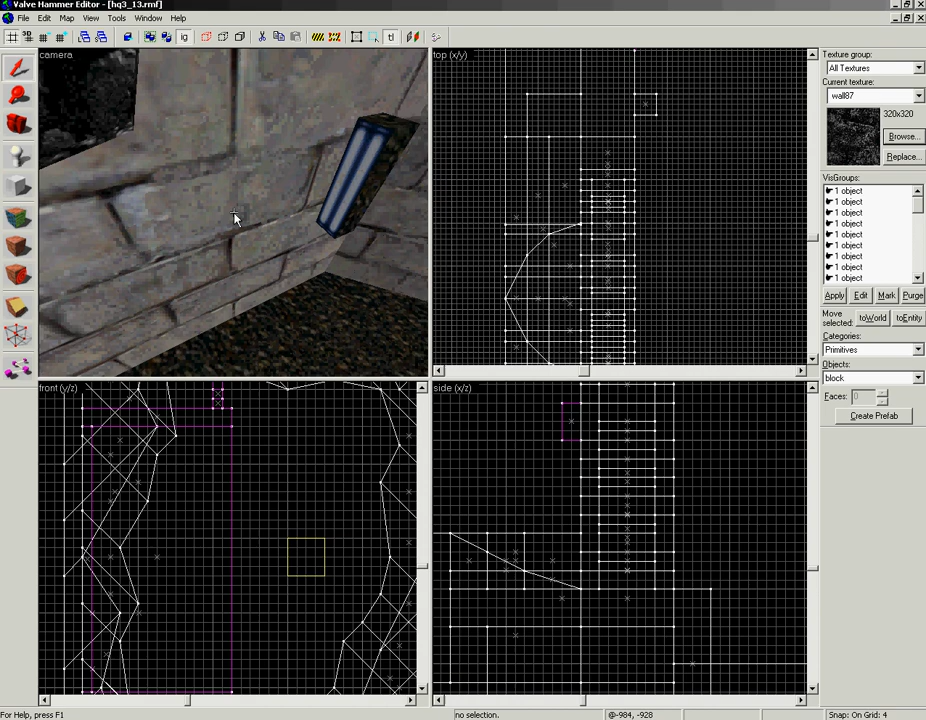 Valve Hammer Editor - [hq3_13.rmf]
File Edit Map View Tools Window Help
3D
ig
tl
camera
top (x/y)
front (y/z)
side (x/z)
Texture group:
All Textures
Current texture:
wall87
320x320
Browse...
Replace...
VisGroups:
1 object
1 object
1 object
1 object
1 object
1 object
1 object
1 object
1 object
Apply Edit Mark Purge
Move selected:
toWorld toEntity
Categories:
Primitives
Objects:
block
Faces: 0
Create Prefab
For Help, press F1 no selection. @-984, -928 Snap: On Grid: 4